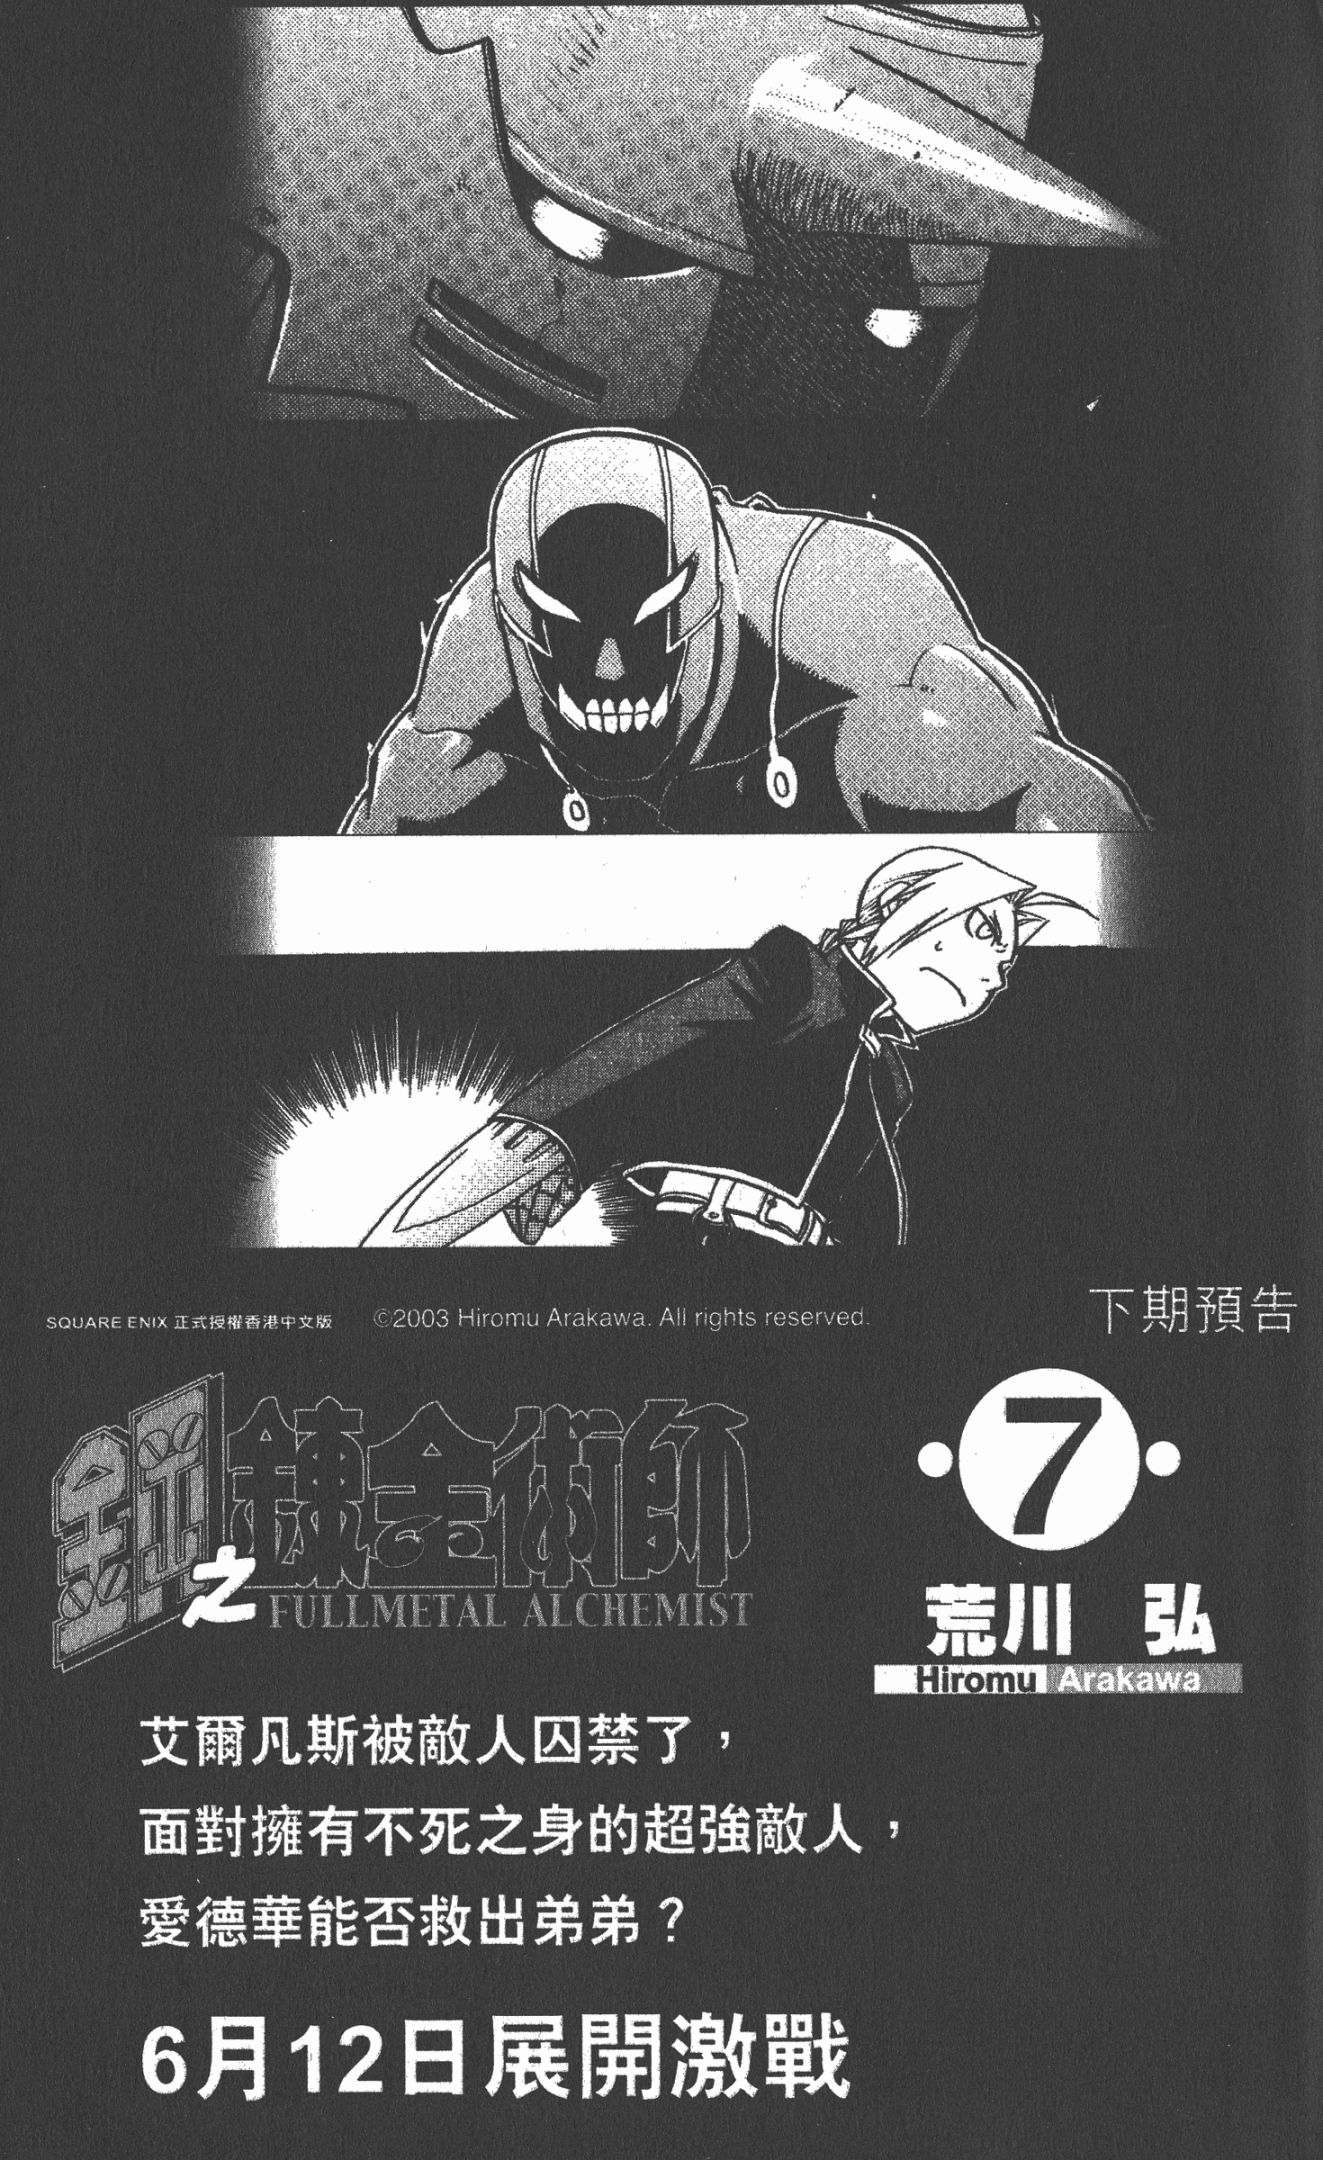 SQUARE ENIX 正式授權香港中文版
©2003 Hiromu Arakawa. All rights reserved.
下期預告
鋼之鍊金術師
FULLMETAL ALCHEMIST
7
荒川 弘
Hiromu Arakawa
艾爾凡斯被敵人囚禁了，
面對擁有不死之身的超強敵人，
愛德華能否救出弟弟？
6月12日展開激戰